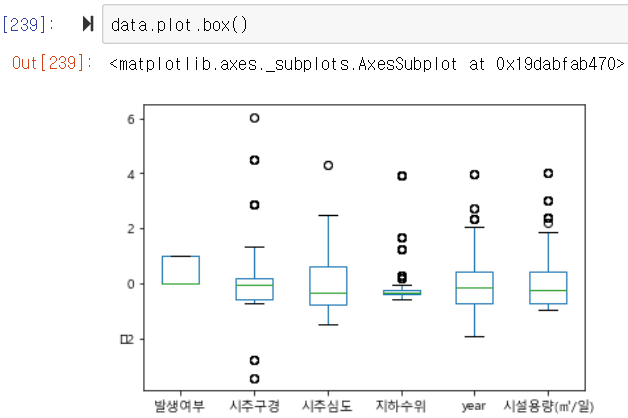 [239]:
data.plot.box()
Out[239]:
<matplotlib.axes._subplots.AxesSubplot at 0x19dabfab470>
6
4
2
0
□2
발생여부 시주구경 시주심도 지하수위 year 시설용량(㎥/일)